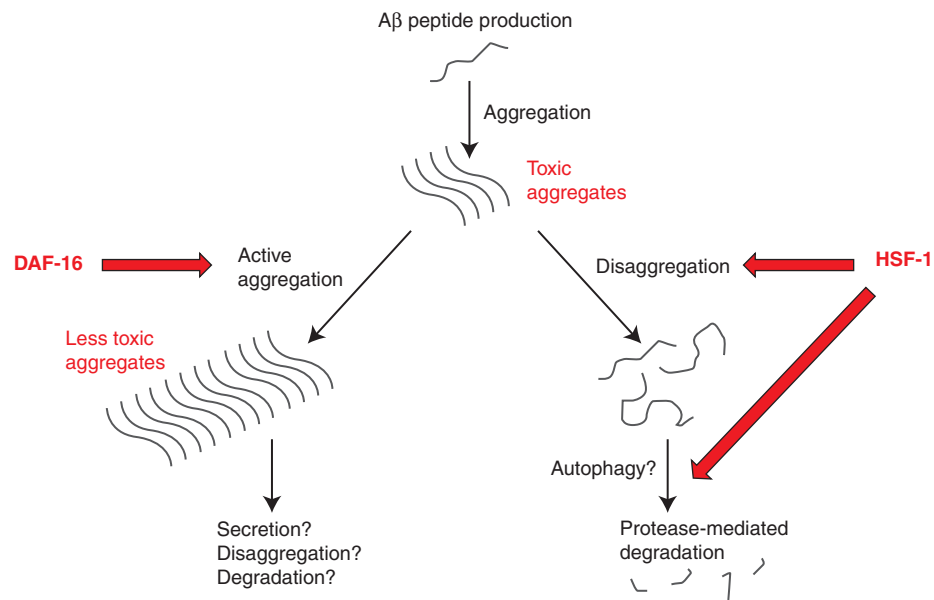 Aβ peptide production
Aggregation
Toxic
aggregates
DAF-16
Active
aggregation
Disaggregation
HSF-1
Less toxic
aggregates
Autophagy?
Secretion?
Disaggregation?
Degradation?
Protease-mediated
degradation